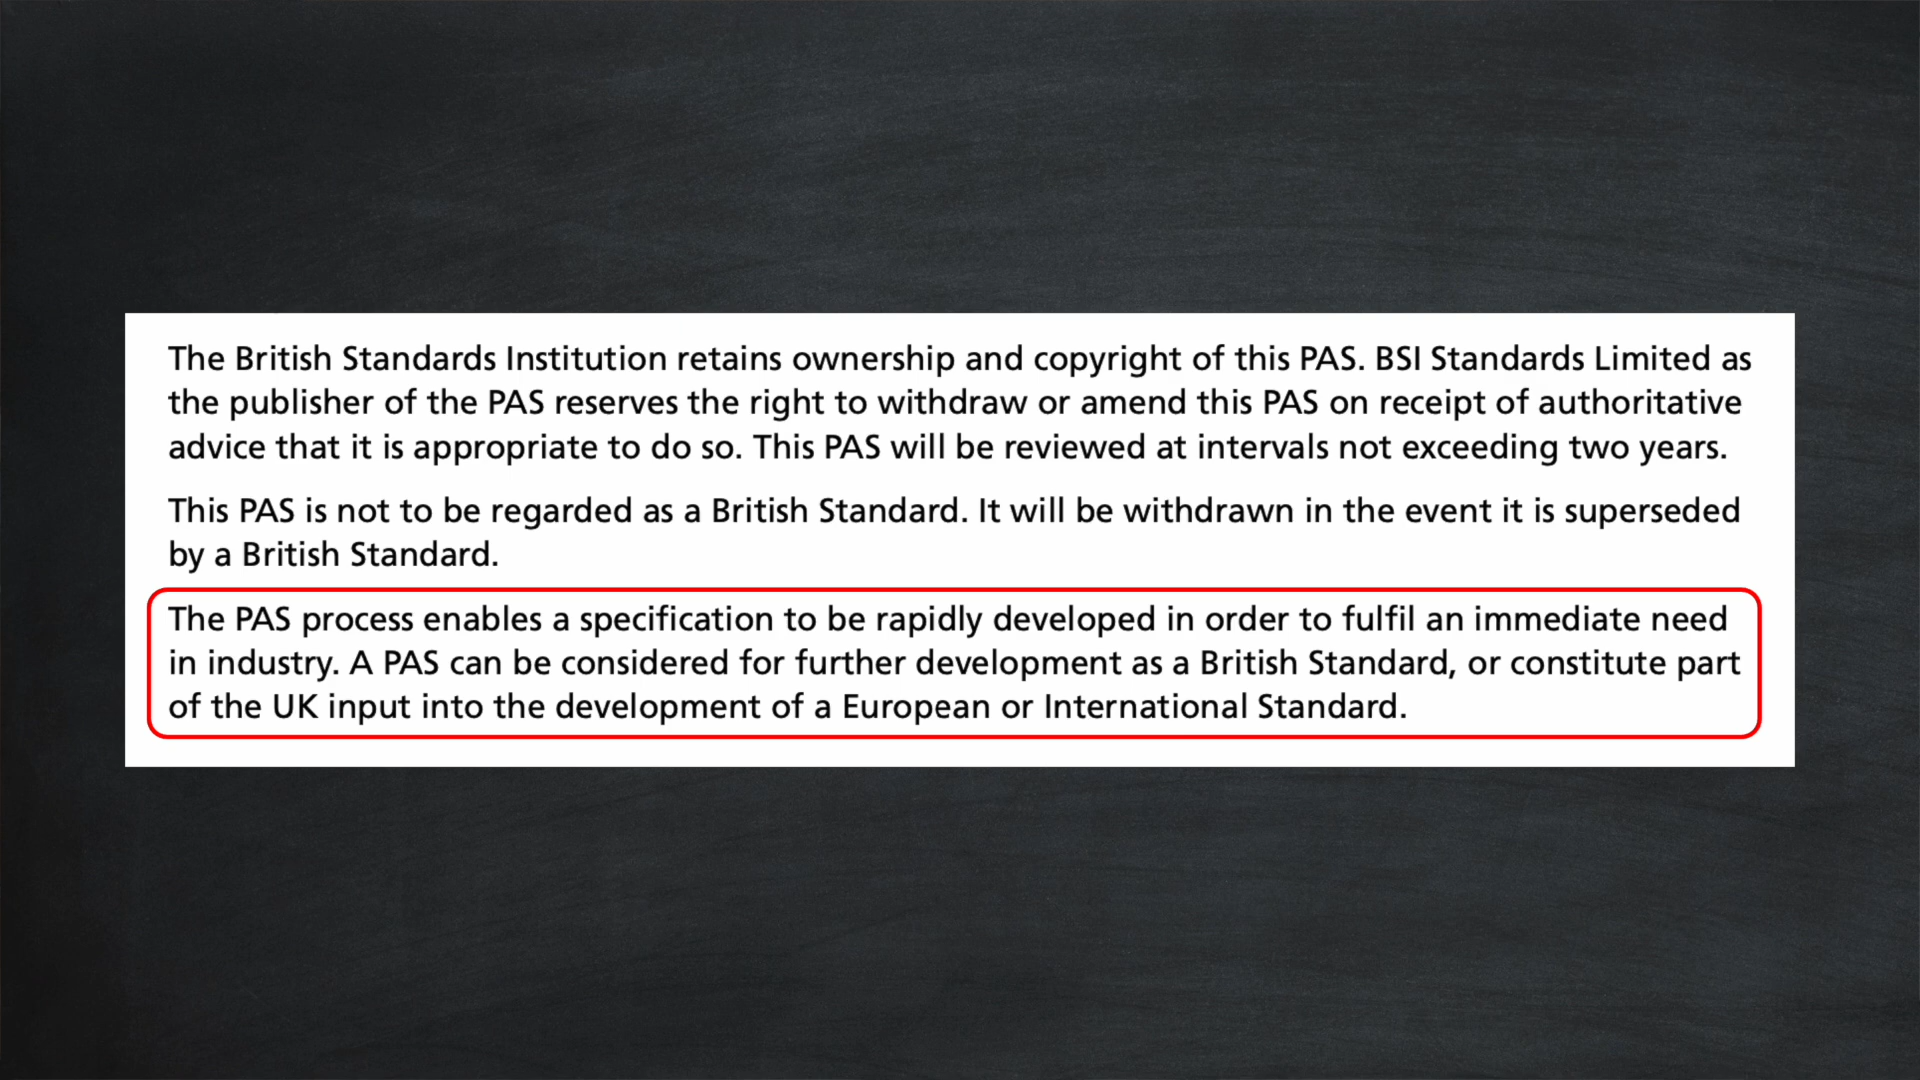 The British Standards Institution retains ownership and copyright of this PAS. BSI Standards Limited as
the publisher of the PAS reserves the right to withdraw or amend this PAS on receipt of authoritative
advice that it is appropriate to do so. This PAS will be reviewed at intervals not exceeding two years.
This PAS is not to be regarded as a British Standard. It will be withdrawn in the event it is superseded
by a British Standard.
The PAS process enables a specification to be rapidly developed in order to fulfil an immediate need
in industry. A PAS can be considered for further development as a British Standard, or constitute part
of the UK input into the development of a European or International Standard.